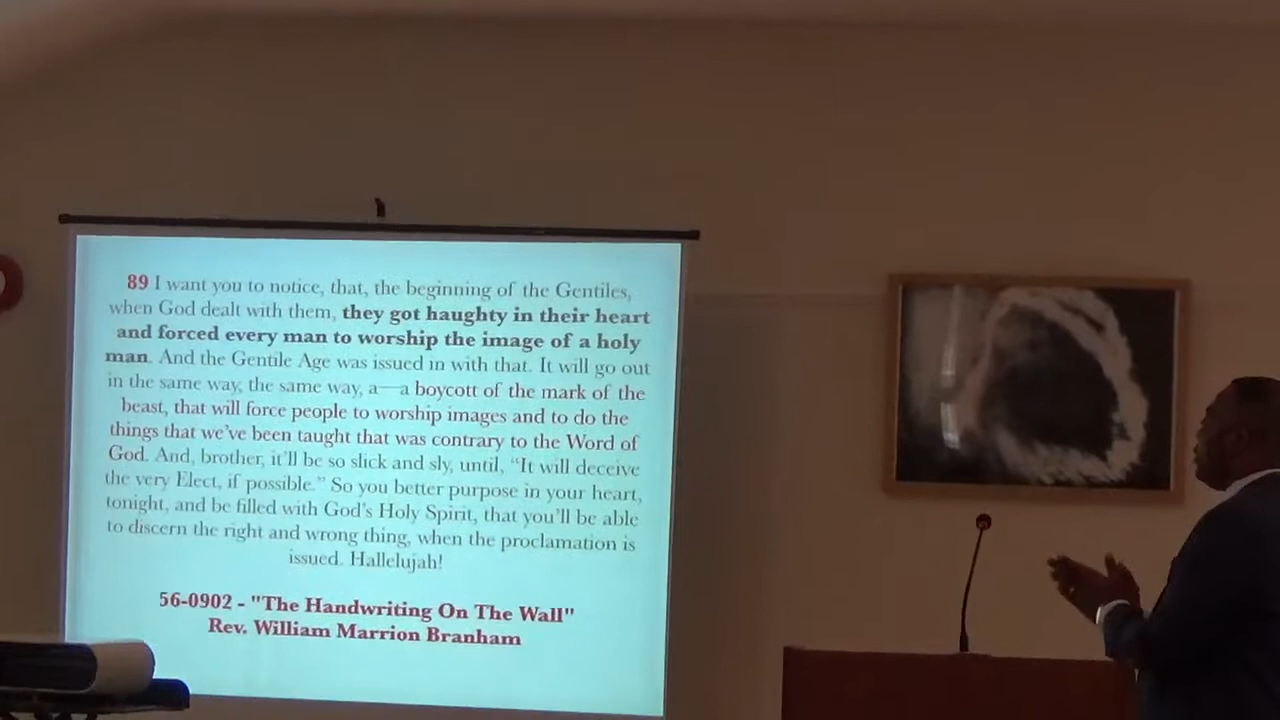 89 I want you to notice, that, the beginning of the Gentiles,
when God dealt with them, they got haughty in their heart
and forced every man to worship the image of a holy
man. And the Gentile Age was issued in with that. It will go out
in the same way, the same way, a—a boycott of the mark of the
beast, that will force people to worship images and to do the
things that we've been taught that was contrary to the Word of
God. And, brother, it'll be so slick and sly, until, "It will deceive
the very Elect, if possible." So you better purpose in your heart,
tonight, and be filled with God's Holy Spirit, that you'll be able
to discern the right and wrong thing, when the proclamation is
issued. Hallelujah!
56-0902 - "The Handwriting On The Wall"
Rev. William Marrion Branham